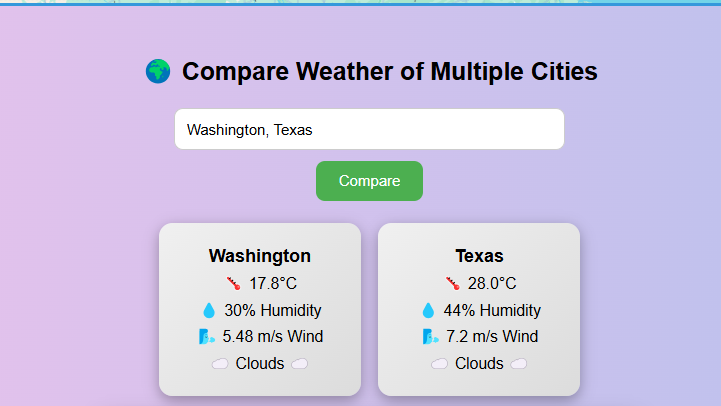 Compare Weather of Multiple Cities
Washington, Texas
Compare
Washington
17.8°C
30% Humidity
5.48 m/s Wind
Clouds
Texas
28.0°C
44% Humidity
7.2 m/s Wind
Clouds